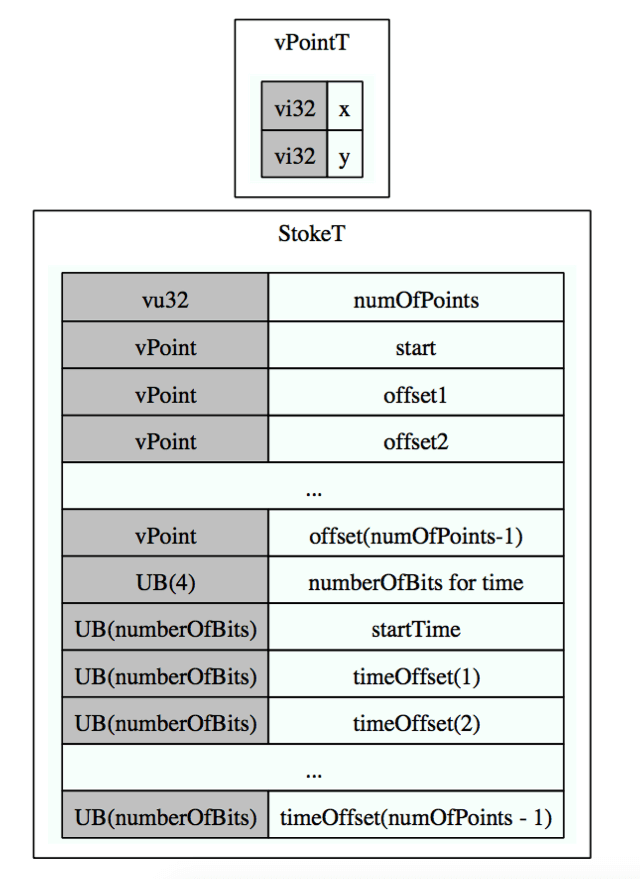 vPointT
vi32 x
vi32 y
StokeT
vu32 numOfPoints
vPoint start
vPoint offset1
vPoint offset2
...
vPoint offset(numOfPoints-1)
UB(4) numberOfBits for time
UB(numberOfBits) startTime
UB(numberOfBits) timeOffset(1)
UB(numberOfBits) timeOffset(2)
...
UB(numberOfBits) timeOffset(numOfPoints - 1)